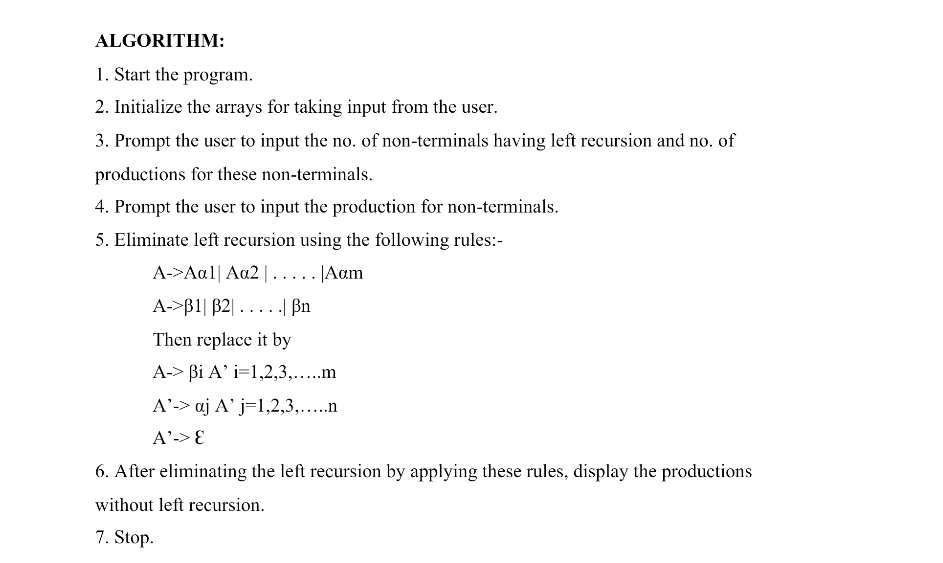 ALGORITHM:
1. Start the program.
2. Initialize the arrays for taking input from the user.
3. Prompt the user to input the no. of non-terminals having left recursion and no. of
productions for these non-terminals.
4. Prompt the user to input the production for non-terminals.
5. Eliminate left recursion using the following rules:-
A->Aα1| Aα2 | . . . . . |Aαm
A->β1| β2| . . . . .| βn
Then replace it by
A-> βi A’ i=1,2,3,…..m
A’-> αj A’ j=1,2,3,…..n
A’-> Ɛ
6. After eliminating the left recursion by applying these rules, display the productions
without left recursion.
7. Stop.